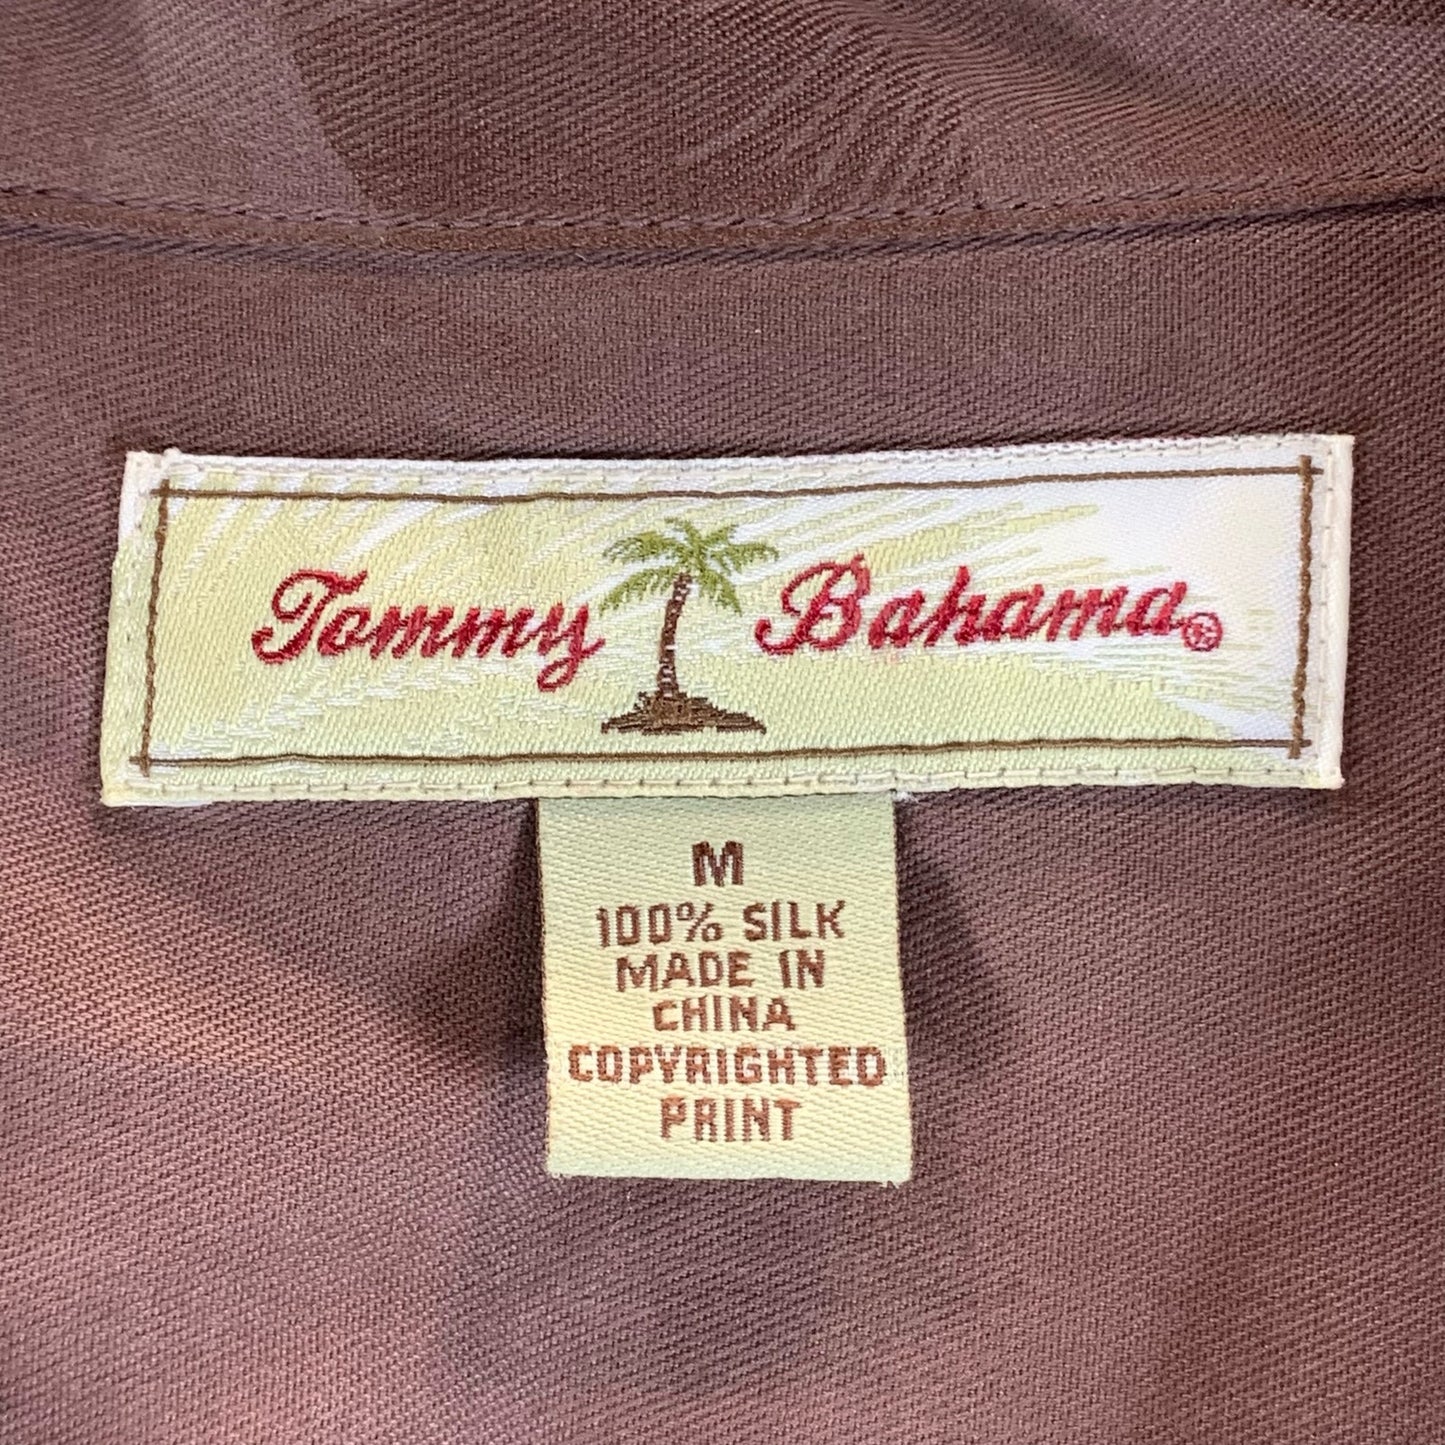 Tommy Bahama®
M
100% SILK
MADE IN
CHINA
COPYRIGHTED
PRINT